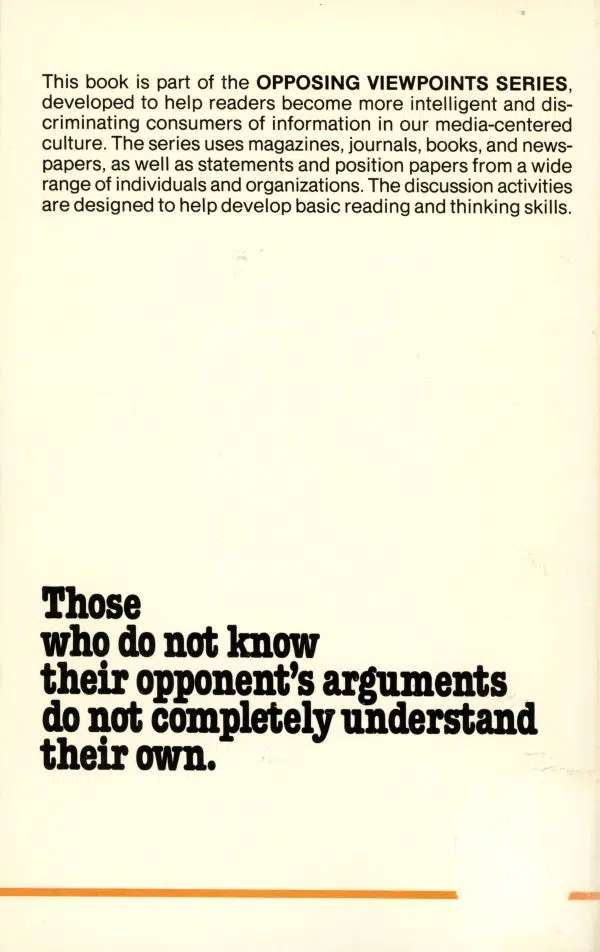 This book is part of the OPPOSING VIEWPOINTS SERIES,
developed to help readers become more intelligent and dis-
criminating consumers of information in our media-centered
culture. The series uses magazines, journals, books, and news-
papers, as well as statements and position papers from a wide
range of individuals and organizations. The discussion activities
are designed to help develop basic reading and thinking skills.
Those
who do not know
their opponent's arguments
do not completely understand
their own.